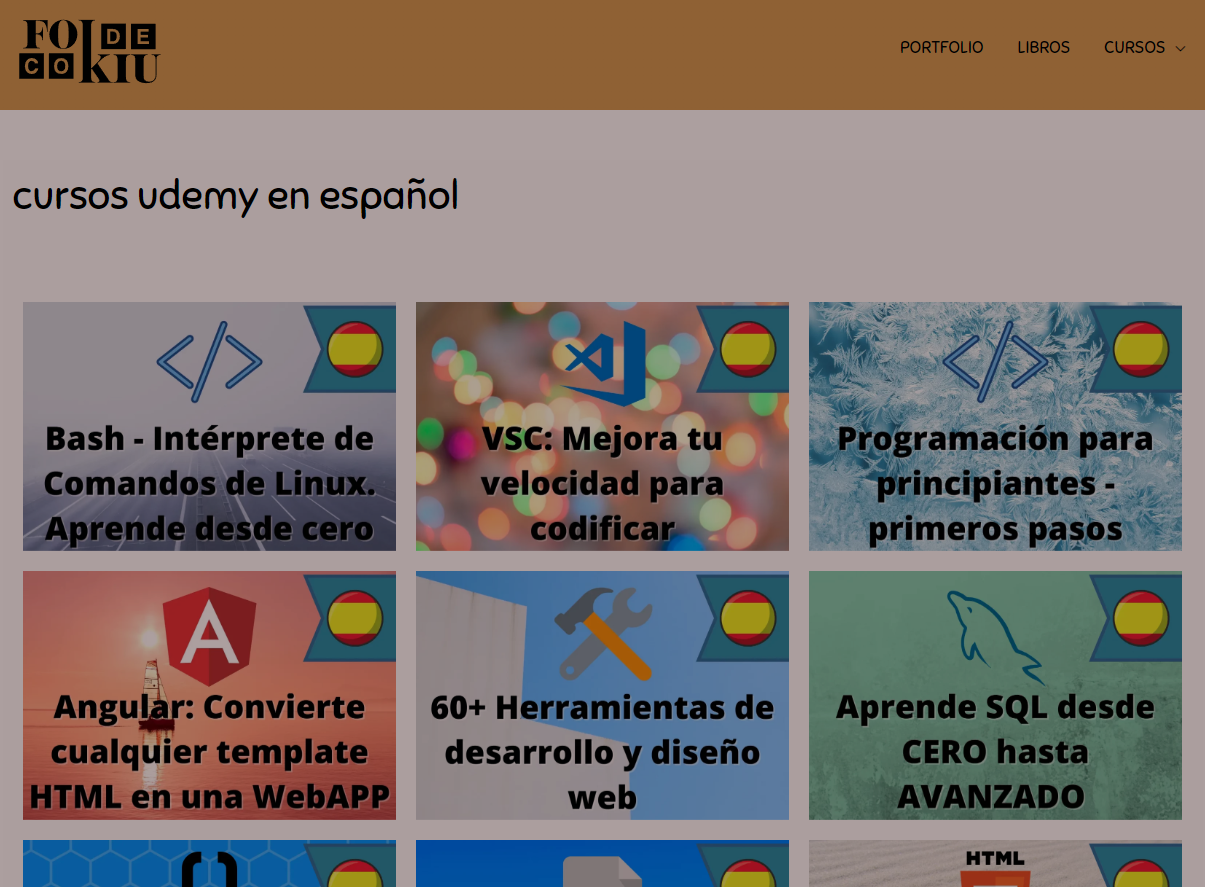 FOL DE
CO KIU
PORTFOLIO LIBROS CURSOS
cursos udemy en español
Bash - Intérprete de
Comandos de Linux.
Aprende desde cero
VSC: Mejora tu
velocidad para
codificar
Programación para
principiantes -
primeros pasos
Angular: Convierte
cualquier template
HTML en una WebAPP
60+ Herramientas de
desarrollo y diseño
web
Aprende SQL desde
CERO hasta
AVANZADO
HTML